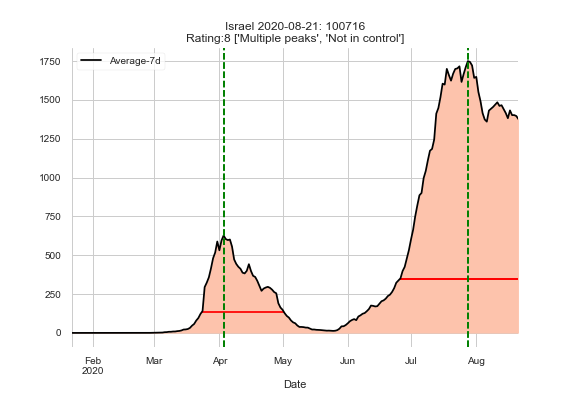 Israel 2020-08-21: 100716
Rating:8 ['Multiple peaks', 'Not in control']
Average-7d
1750
1500
1250
1000
750
500
250
0
Feb Mar Apr May Jun Jul Aug
2020
Date